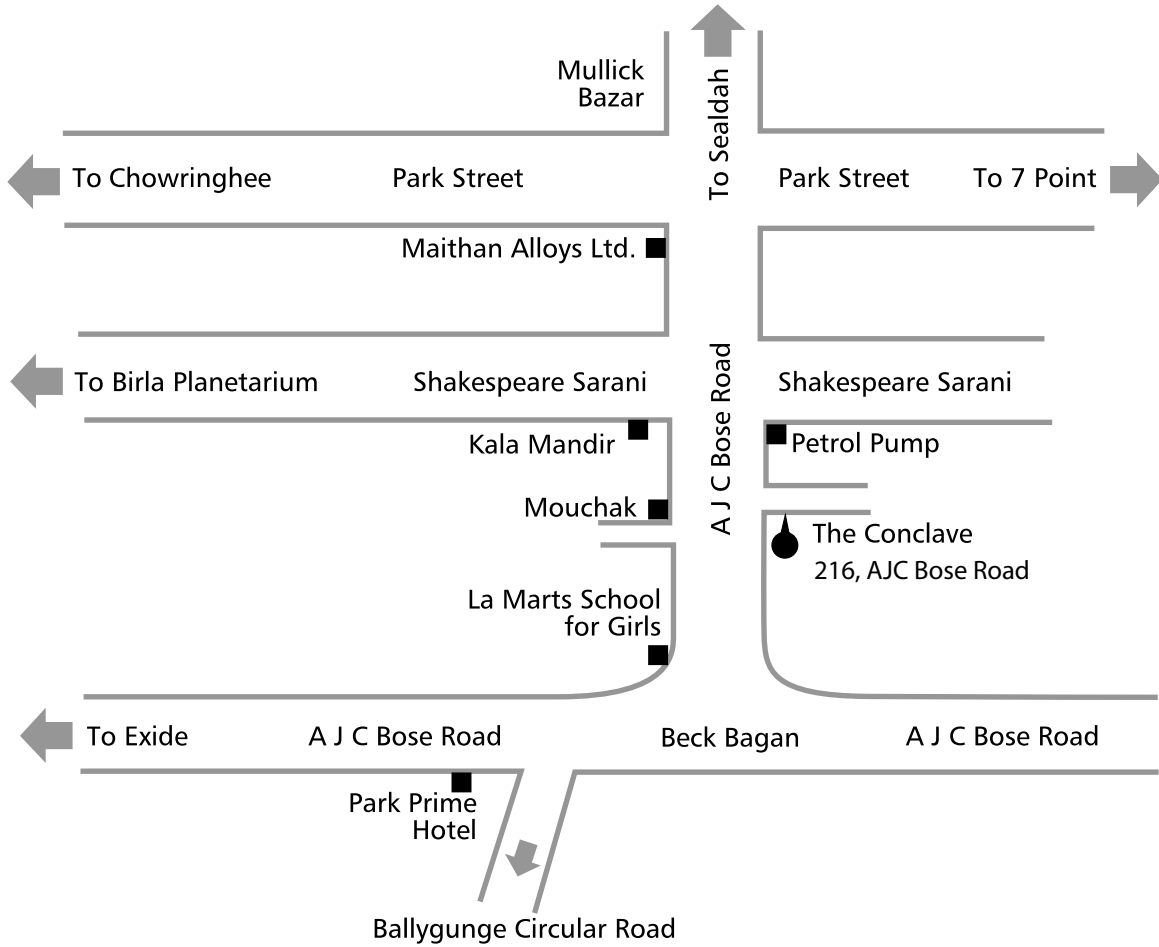 Mullick
Bazar
To Sealdah
To Chowringhee
Park Street
Park Street
To 7 Point
Maithan Alloys Ltd.
To Birla Planetarium
Shakespeare Sarani
A J C Bose Road
Shakespeare Sarani
Kala Mandir
Petrol Pump
Mouchak
The Conclave
216, AJC Bose Road
La Marts School
for Girls
To Exide
A J C Bose Road
Beck Bagan
A J C Bose Road
Park Prime
Hotel
Ballygunge Circular Road